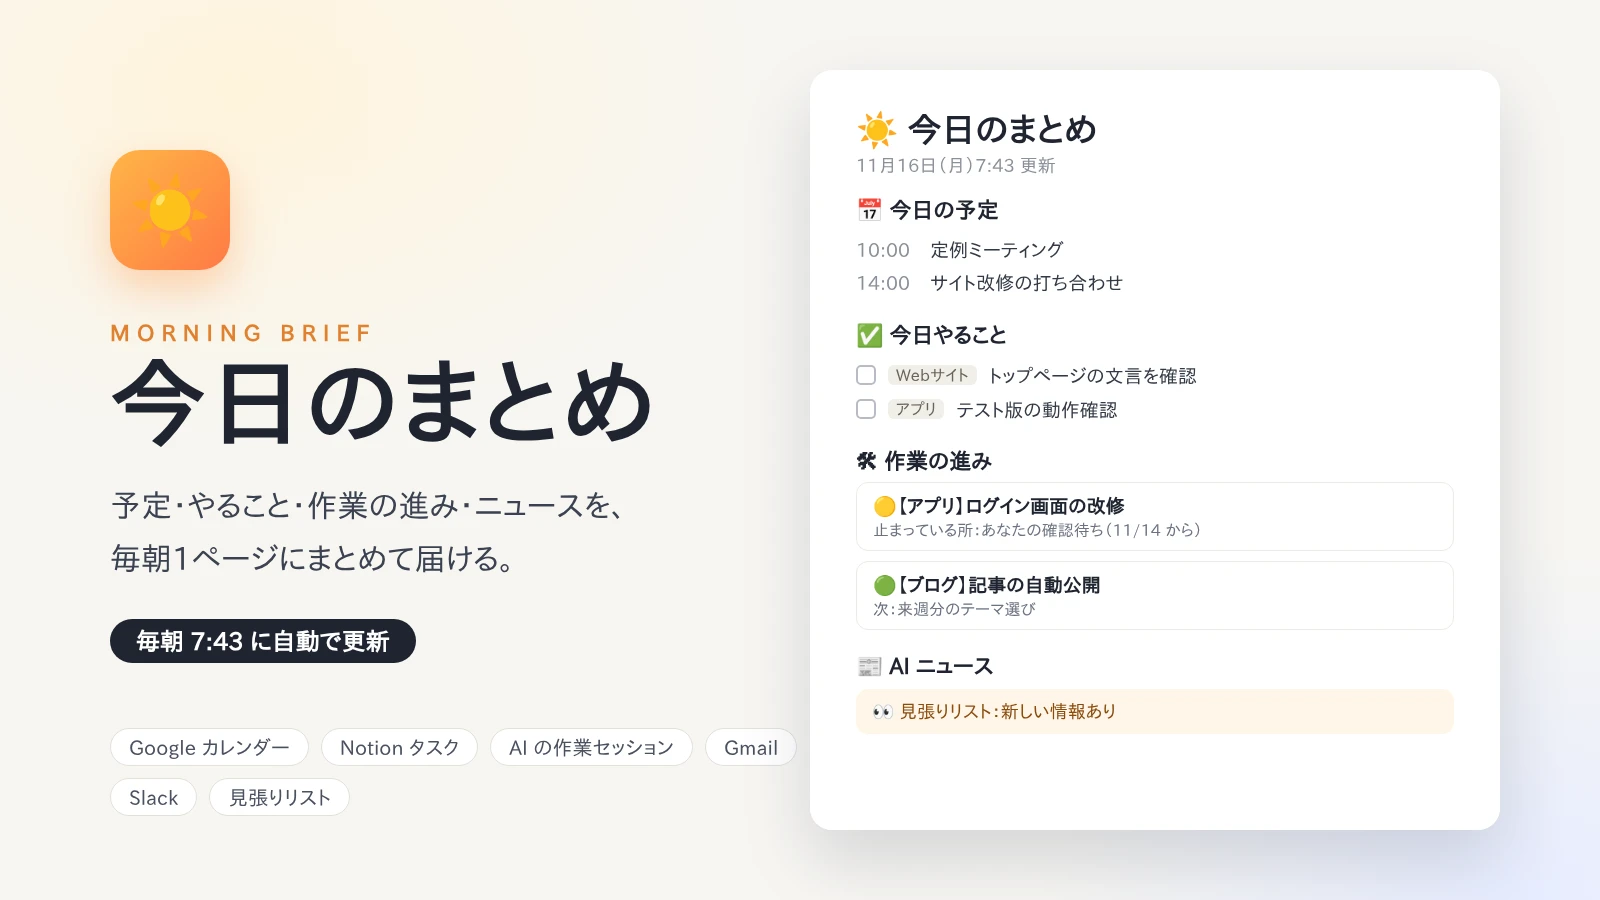 MORNING BRIEF
今日のまとめ
予定・やること・作業の進み・ニュースを、
毎朝1ページにまとめて届ける。
毎朝 7:43 に自動で更新
Google カレンダー
Notion タスク
AI の作業セッション
Gmail
Slack
見張りリスト
今日のまとめ
11月16日(月)7:43 更新
今日の予定
10:00 定例ミーティング
14:00 サイト改修の打ち合わせ
今日やること
Webサイト トップページの文言を確認
アプリ テスト版の動作確認
作業の進み
【アプリ】ログイン画面の改修
止まっている所:あなたの確認待ち(11/14 から)
【ブログ】記事の自動公開
次:来週分のテーマ選び
AI ニュース
見張りリスト:新しい情報あり